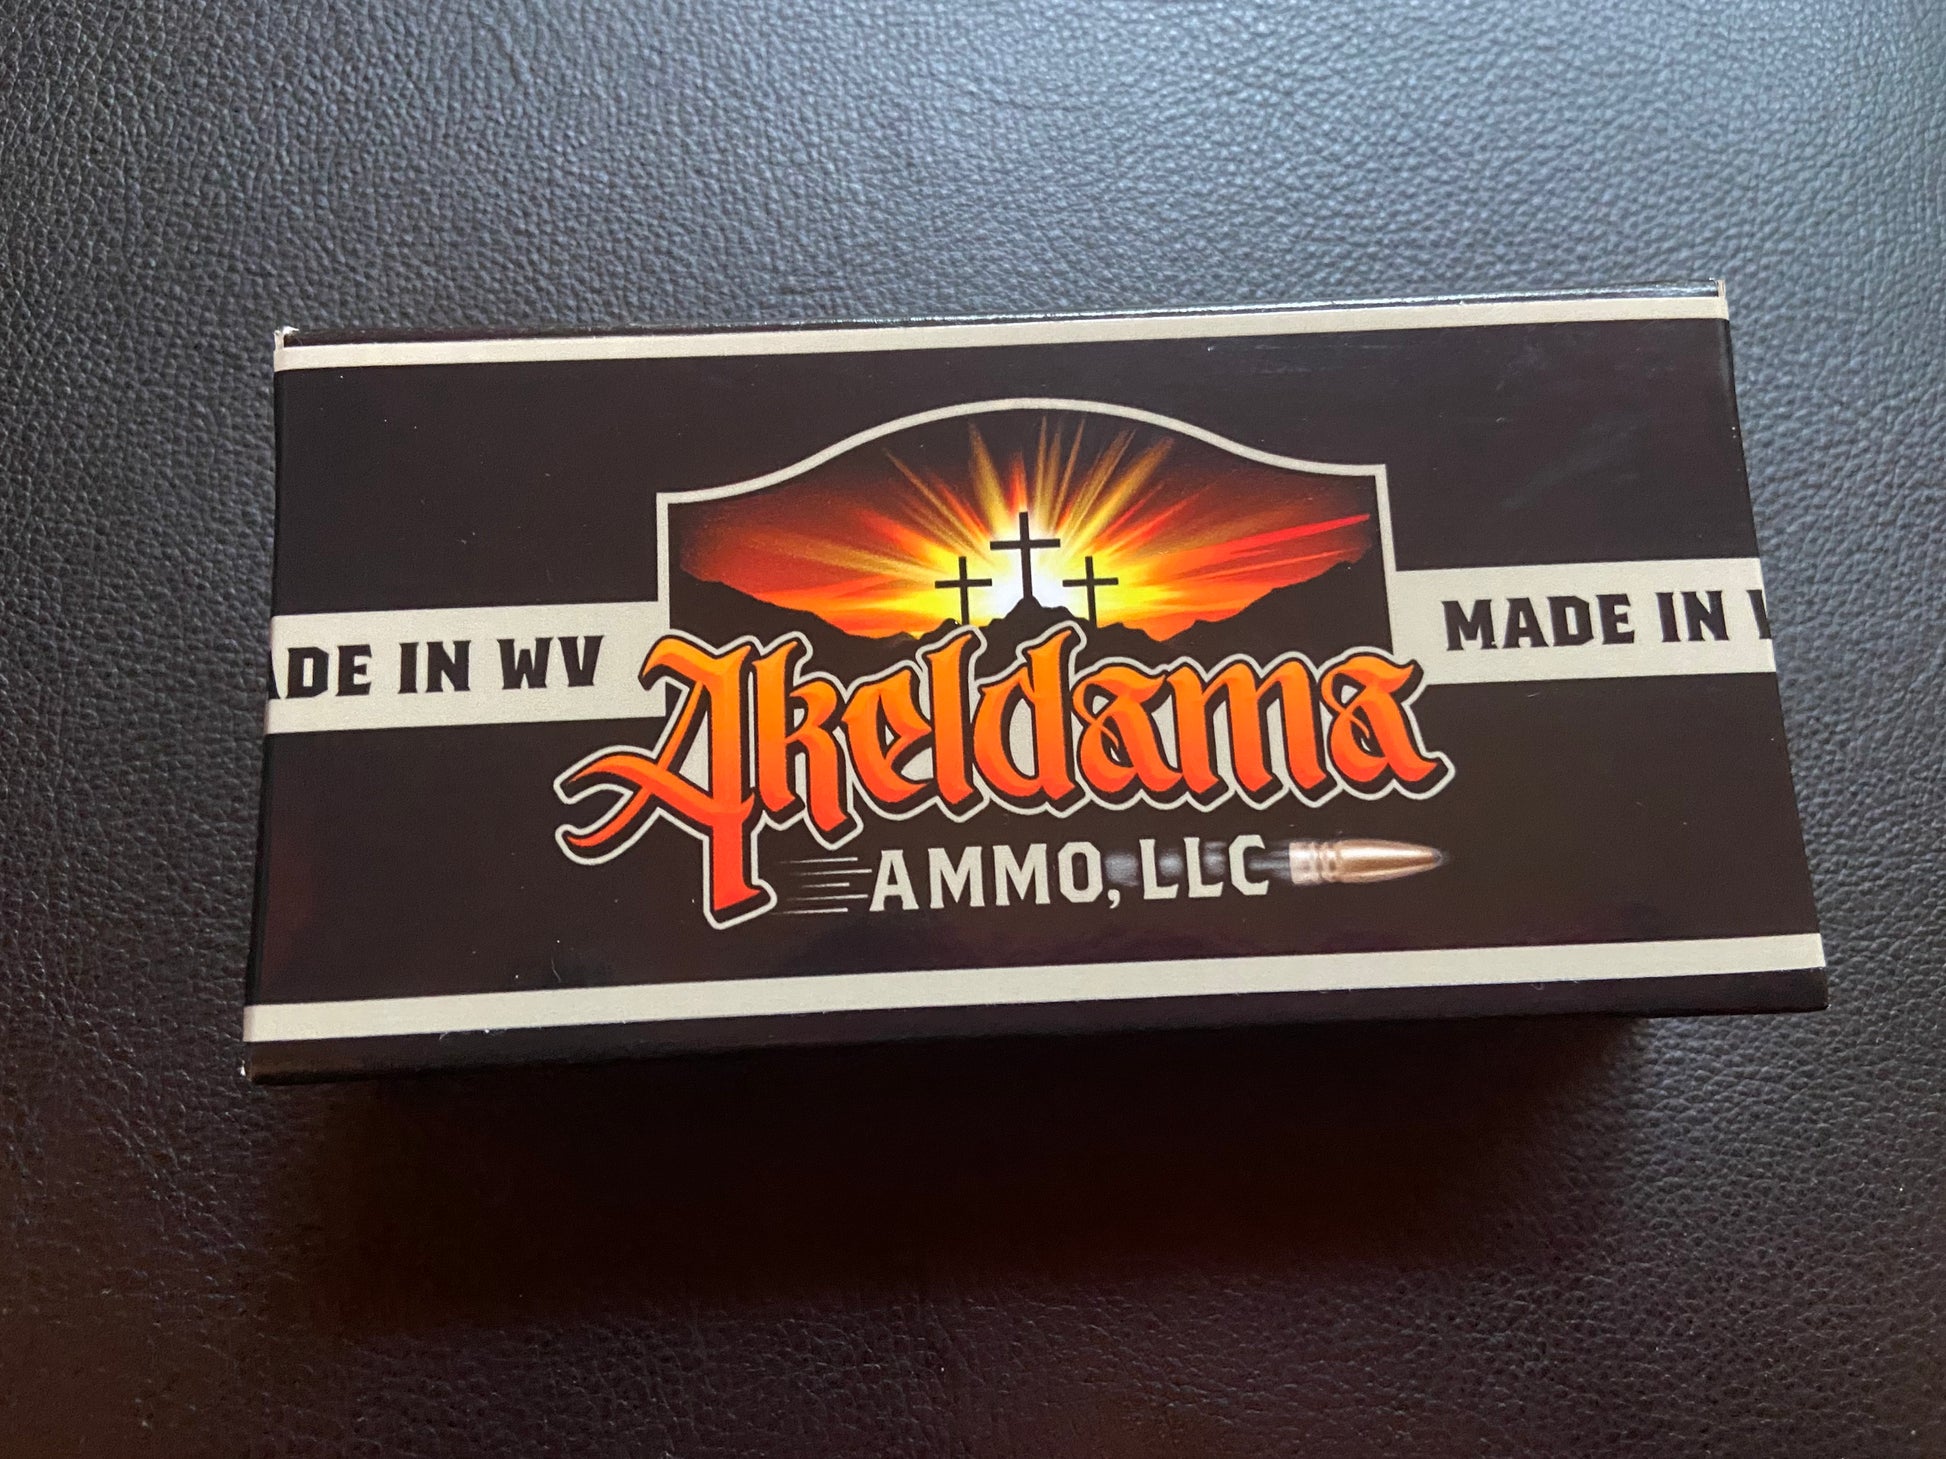 ADE IN WV
MADE IN
Akeldama
AMMO, LLC